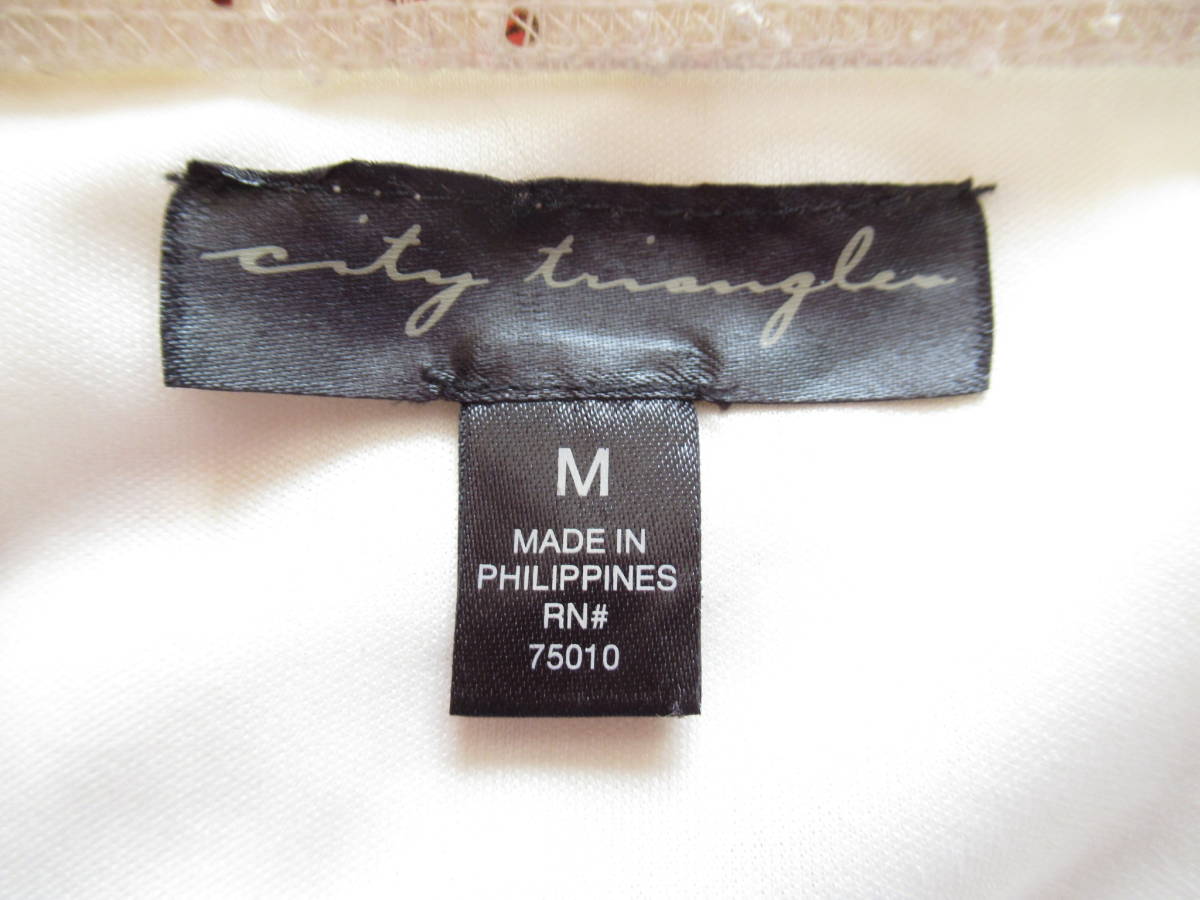 city triangles
M
MADE IN
PHILIPPINES
RN#
75010